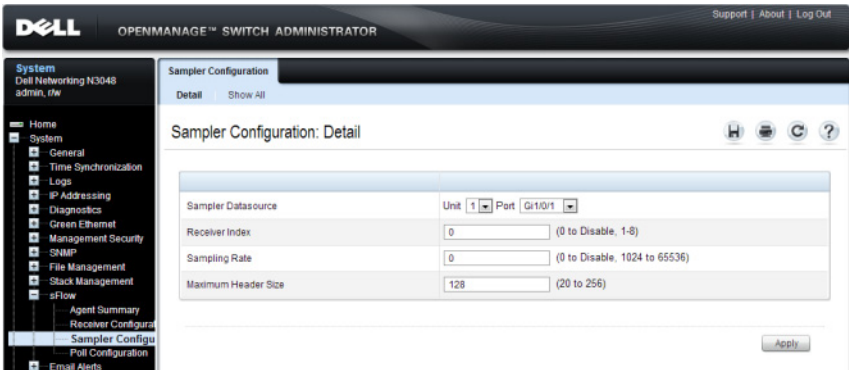 Support | About | Log Out
DELL OPENMANAGE™ SWITCH ADMINISTRATOR
System
Dell Networking N3048
admin, r/w
Home
System
General
Time Synchronization
Logs
IP Addressing
Diagnostics
Green Ethernet
Management Security
SNMP
File Management
Stack Management
sFlow
Agent Summary
Receiver Configurat
Sampler Configu
Poll Configuration
Email Alerts
Sampler Configuration
Detail Show All
Sampler Configuration: Detail
H C ?
Sampler Datasource Unit 1 Port Gi1/0/1
Receiver Index 0 (0 to Disable, 1-8)
Sampling Rate 0 (0 to Disable, 1024 to 65536)
Maximum Header Size 128 (20 to 256)
Apply